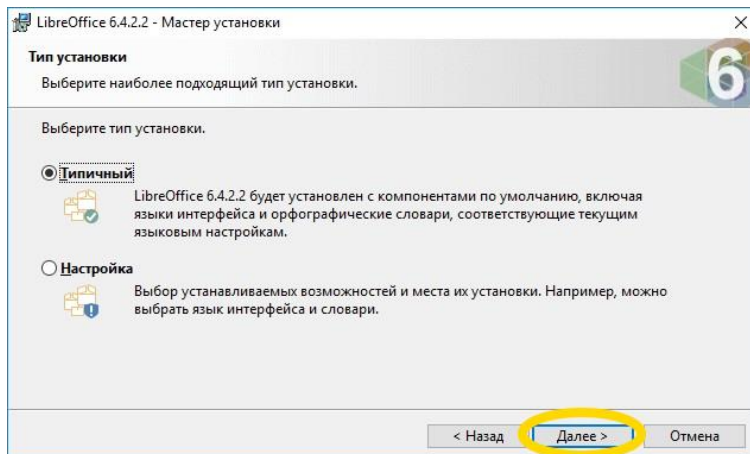 LibreOffice 6.4.2.2 - Мастер установки
Тип установки
Выберите наиболее подходящий тип установки.
6
Выберите тип установки.
Типичный
LibreOffice 6.4.2.2 будет установлен с компонентами по умолчанию, включая
языки интерфейса и орфографические словари, соответствующие текущим
языковым настройкам.
Настройка
Выбор устанавливаемых возможностей и места их установки. Например, можно
выбрать язык интерфейса и словари.
< Назад Далее > Отмена